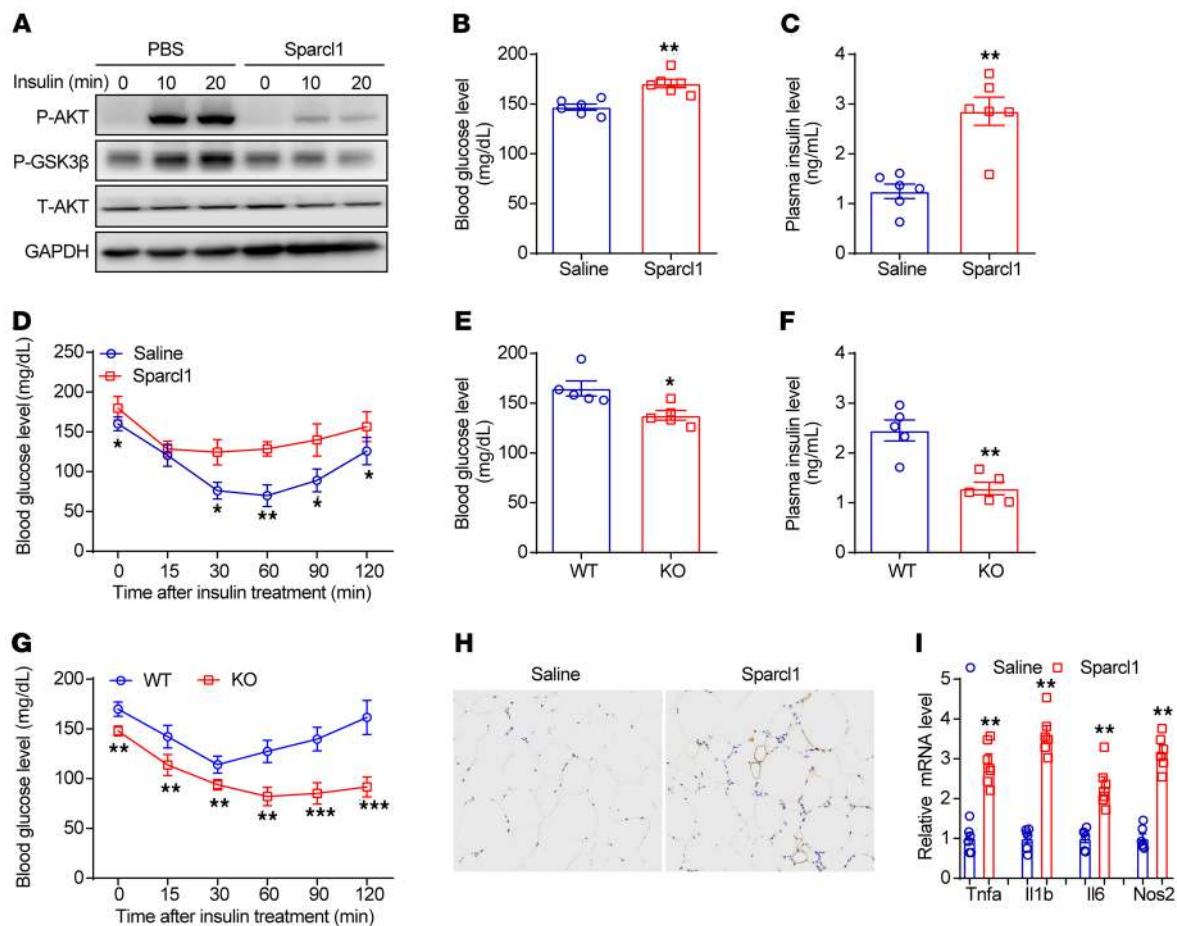 A
PBS Sparcl1
Insulin (min) 0 10 20 0 10 20
P-AKT
P-GSK3β
T-AKT
GAPDH
B
Blood glucose level
(mg/dL)
200
150
100
50
0
**
Saline Sparcl1
C
Plasma insulin level
(ng/mL)
4
3
2
1
0
**
Saline Sparcl1
D
Blood glucose level (mg/dL)
250
200
150
100
50
0
Saline
Sparcl1
* * ** * *
0 15 30 60 90 120
Time after insulin treatment (min)
E
Blood glucose level
(mg/dL)
200
150
100
50
0
*
WT KO
F
Plasma insulin level
(ng/mL)
4
3
2
1
0
**
WT KO
G
Blood glucose level (mg/dL)
200
150
100
50
0
WT KO
** ** ** ** *** ***
0 15 30 60 90 120
Time after insulin treatment (min)
H
Saline Sparcl1
I
Saline Sparcl1
Relative mRNA level
5
4
3
2
1
0
** ** ** **
Tnfa Il1b Il6 Nos2